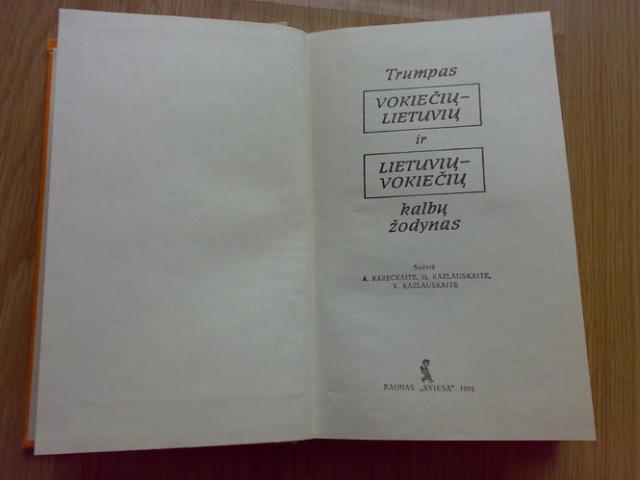 Trumpas
VOKIEČIŲ–
LIETUVIŲ
ir
LIETUVIŲ–
VOKIEČIŲ
kalbų
žodynas
Sudarė
A. KARECKAITĖ, H. KAZLAUSKAITĖ,
V. KAZLAUSKAITĖ
KAUNAS „ŠVIESA“ 1991